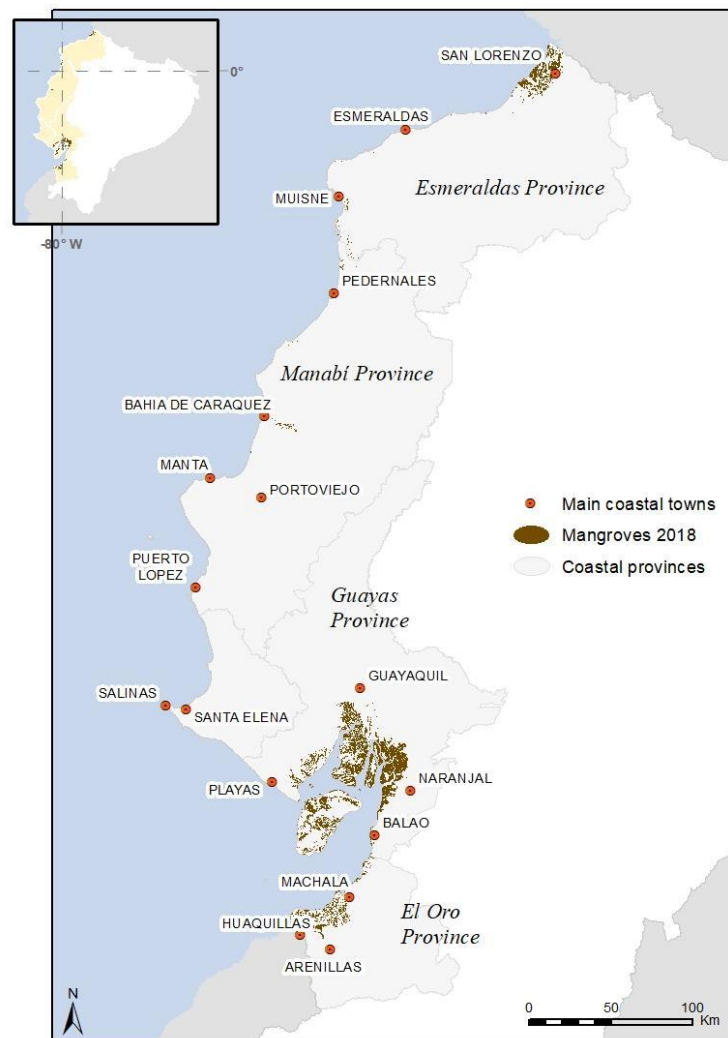 0°
-80° W
SAN LORENZO
ESMERALDAS
Esmeraldas Province
MUISNE
PEDERNALES
Manabí Province
BAHIA DE CARAQUEZ
MANTA
PORTOVIEJO
Main coastal towns
Mangroves 2018
Coastal provinces
PUERTO
LOPEZ
Guayas
Province
GUAYAQUIL
SALINAS
SANTA ELENA
PLAYAS
NARANJAL
BALAO
MACHALA
El Oro
Province
HUAQUILLAS
ARENILLAS
N
0 50 100
Km